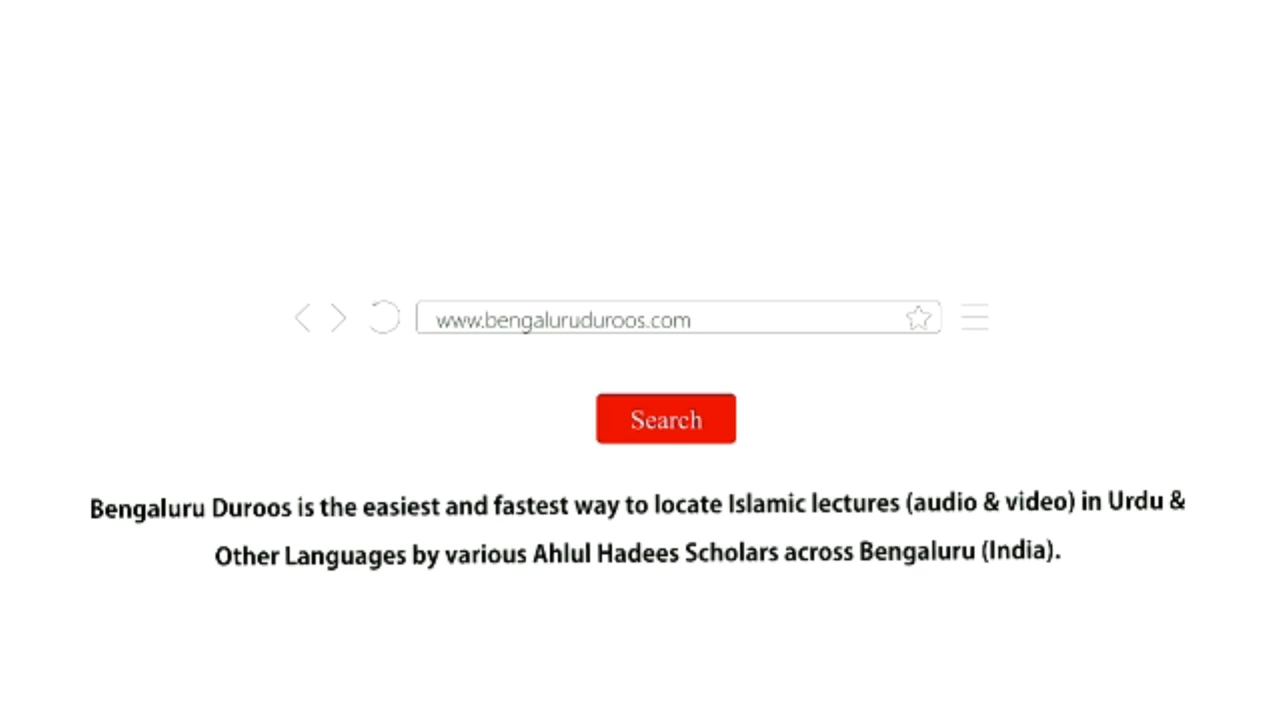 www.bengaluruduroos.com
Search
Bengaluru Duroos is the easiest and fastest way to locate Islamic lectures (audio & video) in Urdu &
Other Languages by various Ahlul Hadees Scholars across Bengaluru (India).